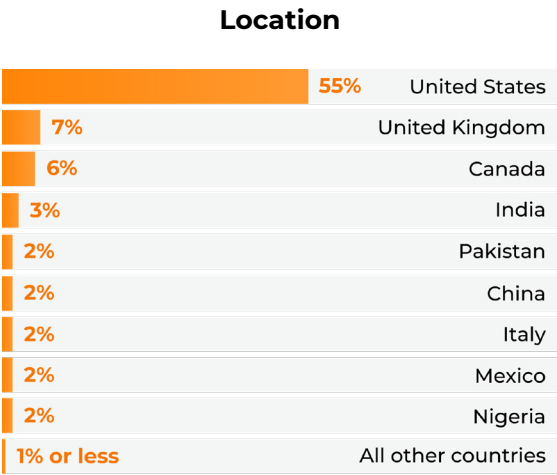 Location
55% United States
7% United Kingdom
6% Canada
3% India
2% Pakistan
2% China
2% Italy
2% Mexico
2% Nigeria
1% or less All other countries